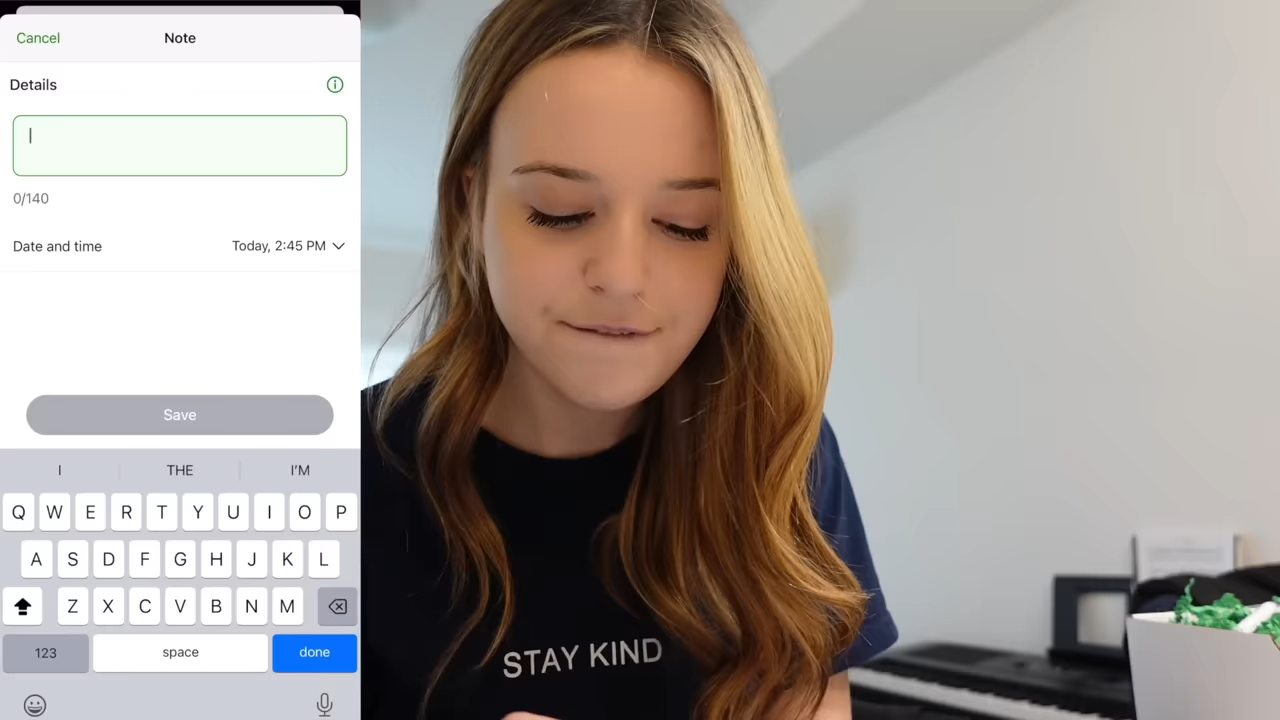 Cancel Note
Details
0/140
Date and time Today, 2:45 PM
Save
I THE I'M
Q W E R T Y U I O P
A S D F G H J K L
Z X C V B N M
123 space done
STAY KIND